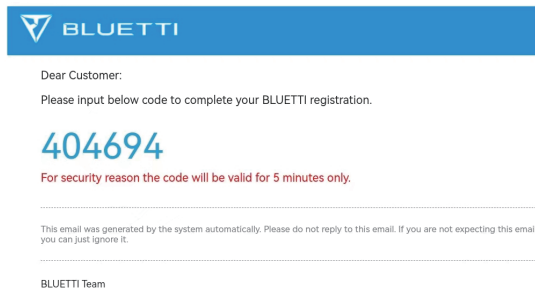 BLUETTI
Dear Customer:
Please input below code to complete your BLUETTI registration.
404694
For security reason the code will be valid for 5 minutes only.
This email was generated by the system automatically. Please do not reply to this email. If you are not expecting this emai
you can just ignore it.
BLUETTI Team